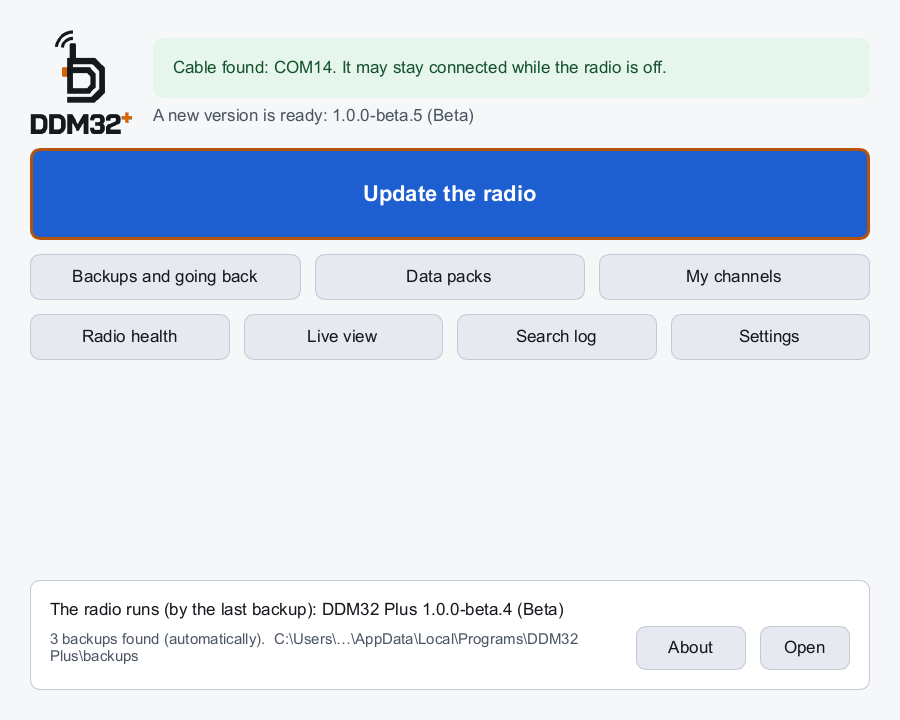 DDM32+
Cable found: COM14. It may stay connected while the radio is off.
A new version is ready: 1.0.0-beta.5 (Beta)
Update the radio
Backups and going back
Data packs
My channels
Radio health
Live view
Search log
Settings
The radio runs (by the last backup): DDM32 Plus 1.0.0-beta.4 (Beta)
3 backups found (automatically).  C:\Users\...\AppData\Local\Programs\DDM32
Plus\backups
About
Open